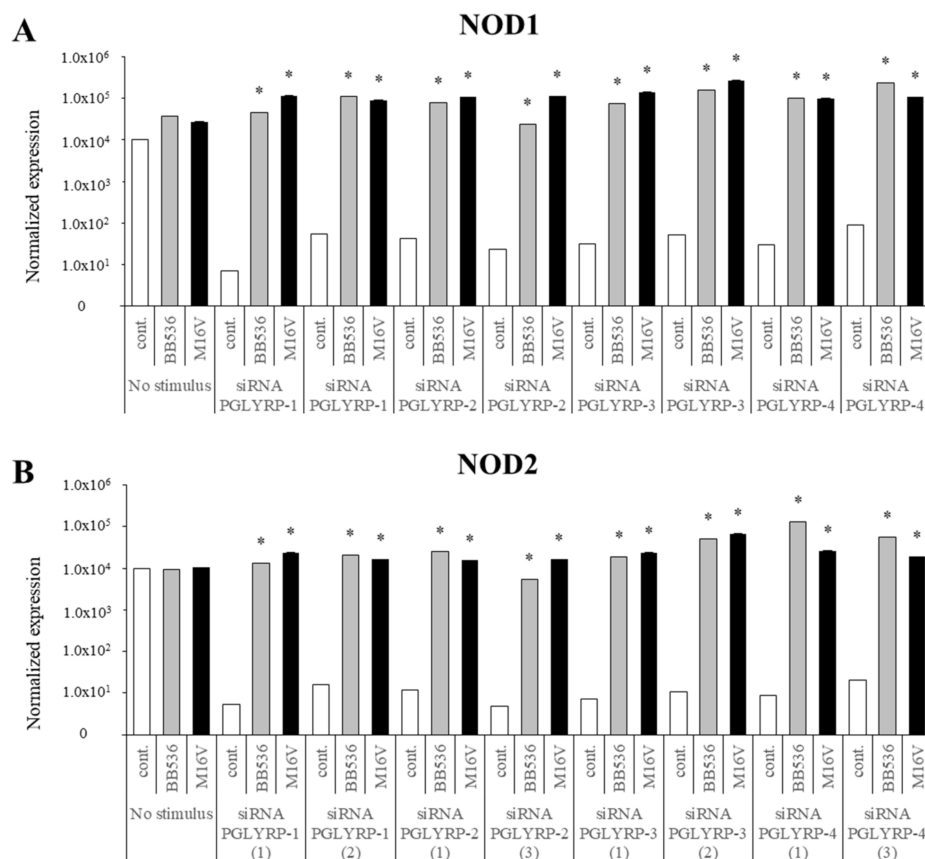 A
NOD1
Normalized expression
1.0x10⁶
1.0x10⁵
1.0x10⁴
1.0x10³
1.0x10²
1.0x10¹
0
* * * * * * * * * * * * * * * *
cont. BB536 M16V cont. BB536 M16V cont. BB536 M16V cont. BB536 M16V cont. BB536 M16V cont. BB536 M16V cont. BB536 M16V cont. BB536 M16V cont. BB536 M16V
No stimulus siRNA siRNA siRNA siRNA siRNA siRNA siRNA siRNA
PGLYRP-1 PGLYRP-1 PGLYRP-2 PGLYRP-2 PGLYRP-3 PGLYRP-3 PGLYRP-4 PGLYRP-4
B
NOD2
Normalized expression
1.0x10⁶
1.0x10⁵
1.0x10⁴
1.0x10³
1.0x10²
1.0x10¹
0
* * * * * * * * * * * * * * * *
cont. BB536 M16V cont. BB536 M16V cont. BB536 M16V cont. BB536 M16V cont. BB536 M16V cont. BB536 M16V cont. BB536 M16V cont. BB536 M16V cont. BB536 M16V
No stimulus siRNA siRNA siRNA siRNA siRNA siRNA siRNA siRNA
PGLYRP-1 PGLYRP-1 PGLYRP-2 PGLYRP-2 PGLYRP-3 PGLYRP-3 PGLYRP-4 PGLYRP-4
(1) (2) (1) (3) (1) (2) (1) (3)